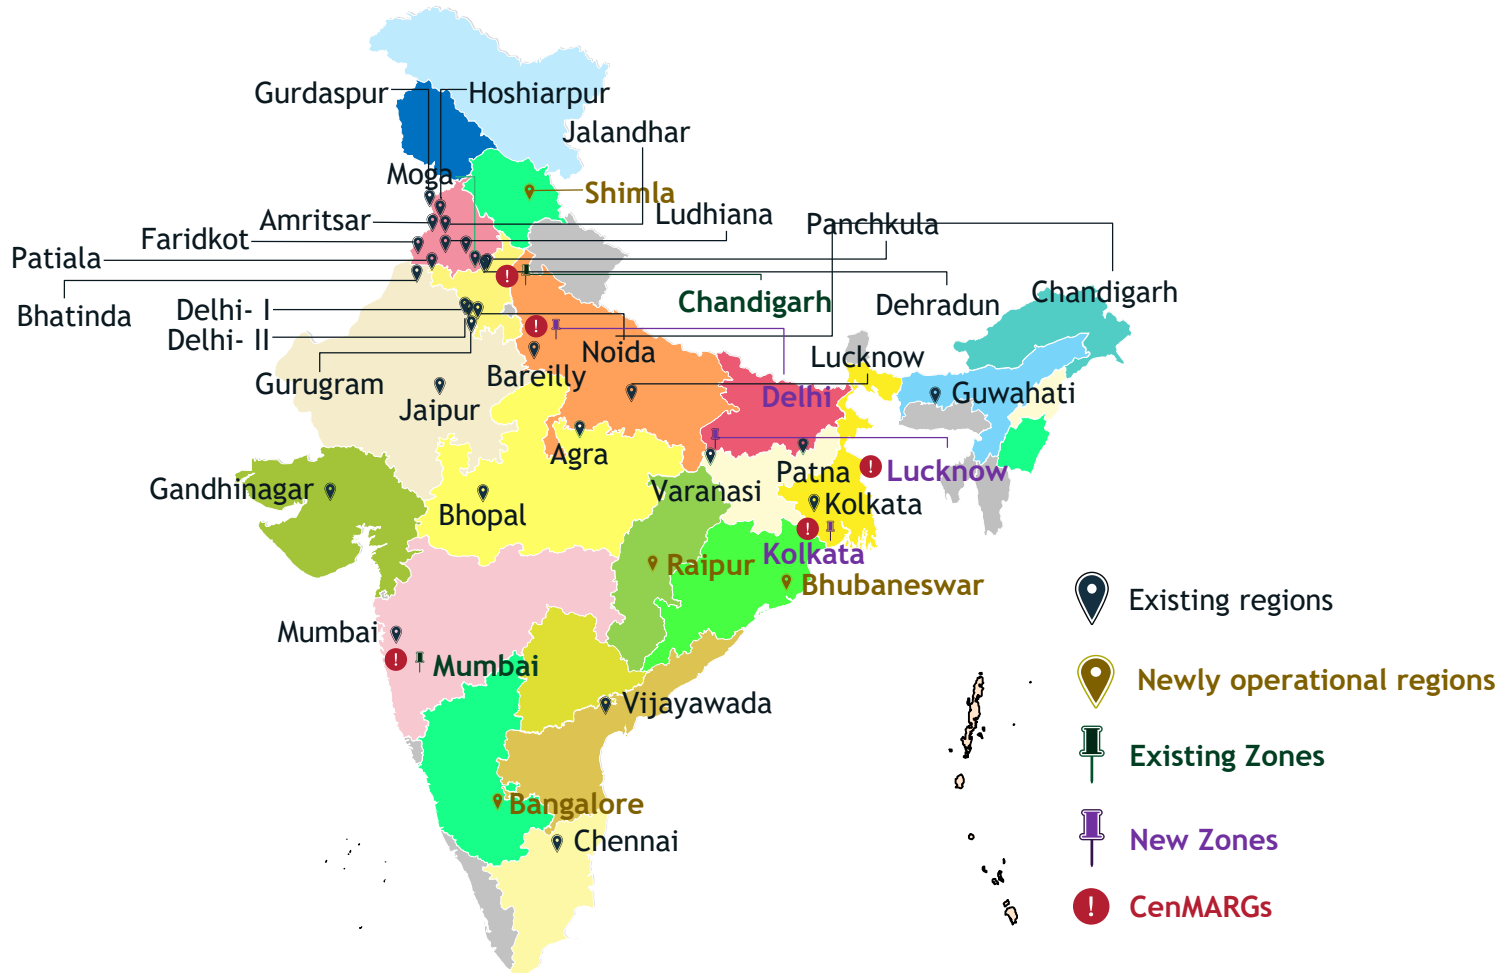 Gurdaspur
Hoshiarpur
Jalandhar
Moga
Shimla
Amritsar
Ludhiana
Panchkula
Faridkot
Patiala
Bhatinda
Chandigarh
Dehradun
Chandigarh
Delhi- I
Delhi- II
Gurugram
Noida
Lucknow
Bareilly
Jaipur
Delhi
Guwahati
Agra
Patna
Lucknow
Gandhinagar
Varanasi
Bhopal
Kolkata
Kolkata
Raipur
Bhubaneswar
Mumbai
Mumbai
Vijayawada
Bangalore
Chennai
Existing regions
Newly operational regions
Existing Zones
New Zones
! CenMARGs